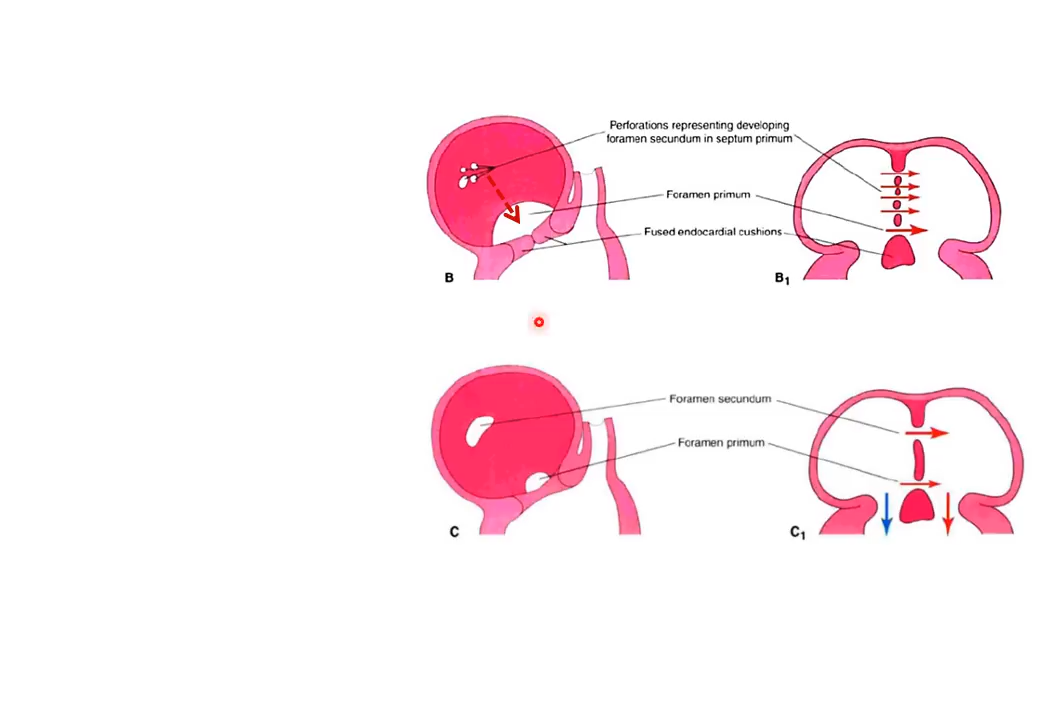 Perforations representing developing
foramen secundum in septum primum
Foramen primum
Fused endocardial cushions
B
B1
Foramen secundum
Foramen primum
C
C1